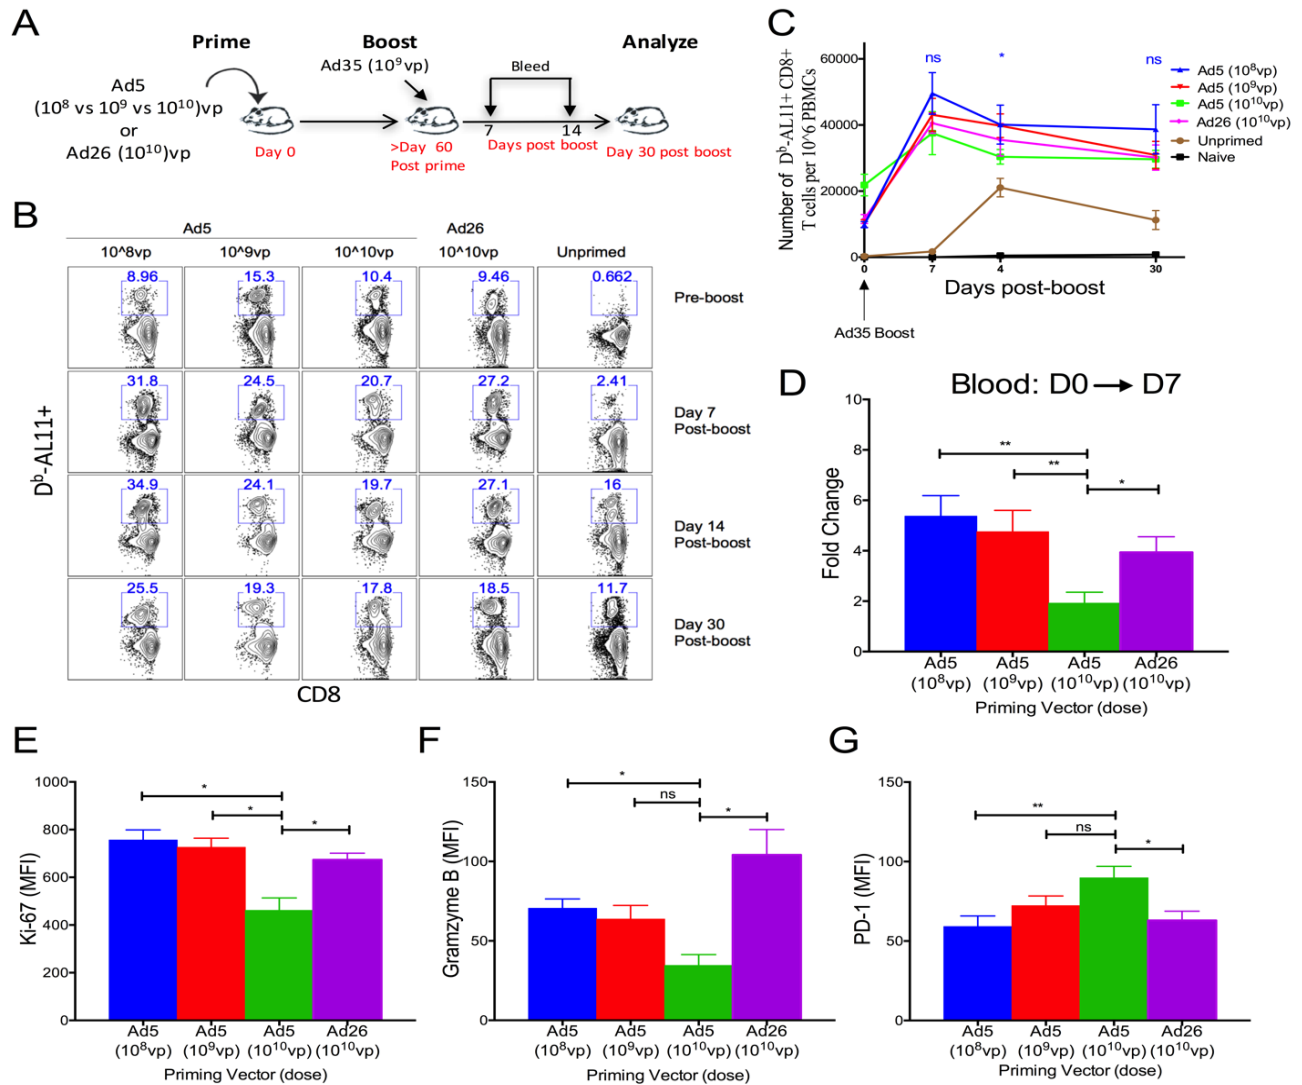 A
Prime
Boost
Analyze
Ad5
(10⁸ vs 10⁹ vs 10¹⁰)vp
or
Ad26 (10¹⁰)vp
Ad35 (10⁹vp)
Bleed
7
14
Day 0
>Day 60
Post prime
Days post boost
Day 30 post boost
B
Ad5
Ad26
10^8vp
10^9vp
10^10vp
10^10vp
Unprimed
8.96
15.3
10.4
9.46
0.662
Pre-boost
31.8
24.5
20.7
27.2
2.41
Day 7
Post-boost
34.9
24.1
19.7
27.1
16
Day 14
Post-boost
25.5
19.3
17.8
18.5
11.7
Day 30
Post-boost
Dᵇ-AL11+
CD8
C
Number of Dᵇ-AL11+ CD8+
T cells per 10^6 PBMCs
60000
40000
20000
0
ns
*
ns
0
7
4
30
Days post-boost
Ad35 Boost
Ad5 (10⁸vp)
Ad5 (10⁹vp)
Ad5 (10¹⁰vp)
Ad26 (10¹⁰vp)
Unprimed
Naive
D
Blood: D0 → D7
Fold Change
10
8
6
4
2
0
**
**
*
Ad5
(10⁸vp)
Ad5
(10⁹vp)
Ad5
(10¹⁰vp)
Ad26
(10¹⁰vp)
Priming Vector (dose)
E
Ki-67 (MFI)
1000
800
600
400
200
0
*
*
*
Ad5
(10⁸vp)
Ad5
(10⁹vp)
Ad5
(10¹⁰vp)
Ad26
(10¹⁰vp)
Priming Vector (dose)
F
Gramzyme B (MFI)
150
100
50
0
*
ns
*
Ad5
(10⁸vp)
Ad5
(10⁹vp)
Ad5
(10¹⁰vp)
Ad26
(10¹⁰vp)
Priming Vector (dose)
G
PD-1 (MFI)
150
100
50
0
**
ns
*
Ad5
(10⁸vp)
Ad5
(10⁹vp)
Ad5
(10¹⁰vp)
Ad26
(10¹⁰vp)
Priming Vector (dose)